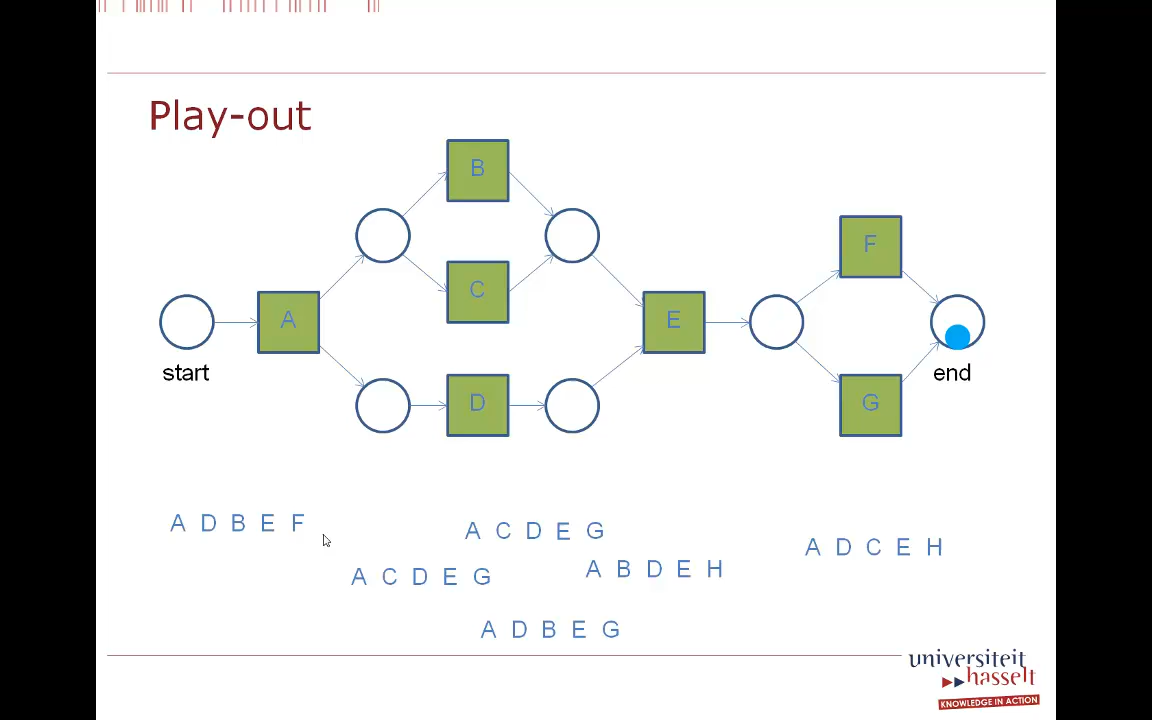 Play-out
B
F
C
A
E
start
end
D
G
A D B E F
A C D E G
A D C E H
A B D E H
A C D E G
A D B E G
universiteit
hasselt
KNOWLEDGE IN ACTION